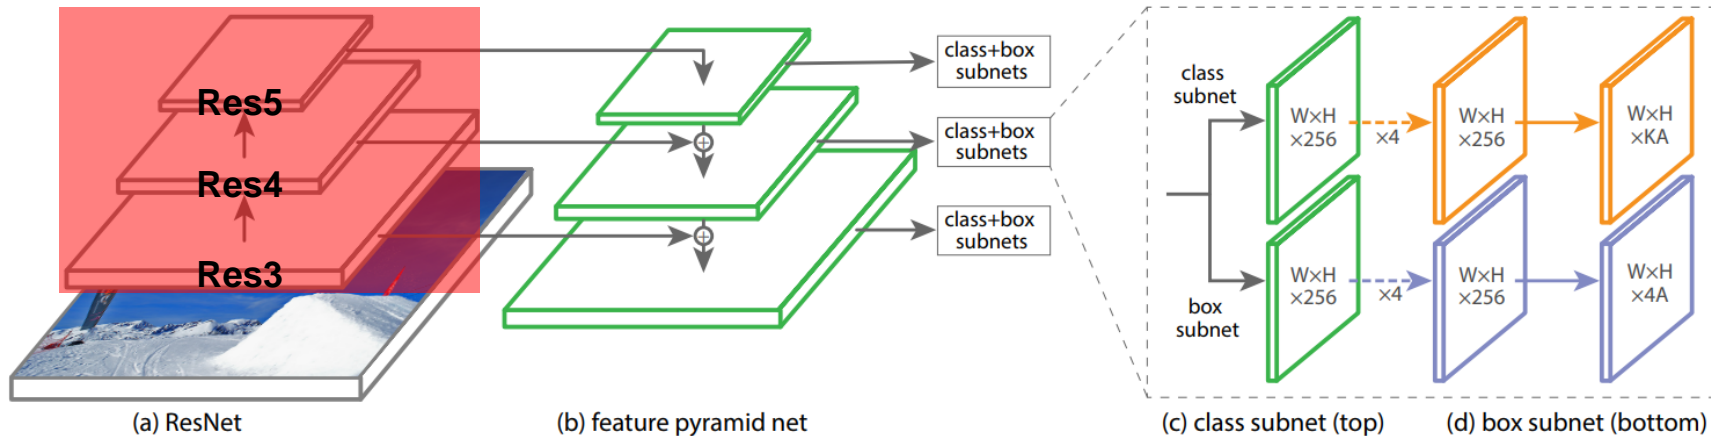 Res5
Res4
Res3
class+box
subnets
class+box
subnets
class+box
subnets
class
subnet
W×H
×256
×4
W×H
×256
W×H
×KA
box
subnet
W×H
×256
×4
W×H
×256
W×H
×4A
(a) ResNet
(b) feature pyramid net
(c) class subnet (top)
(d) box subnet (bottom)